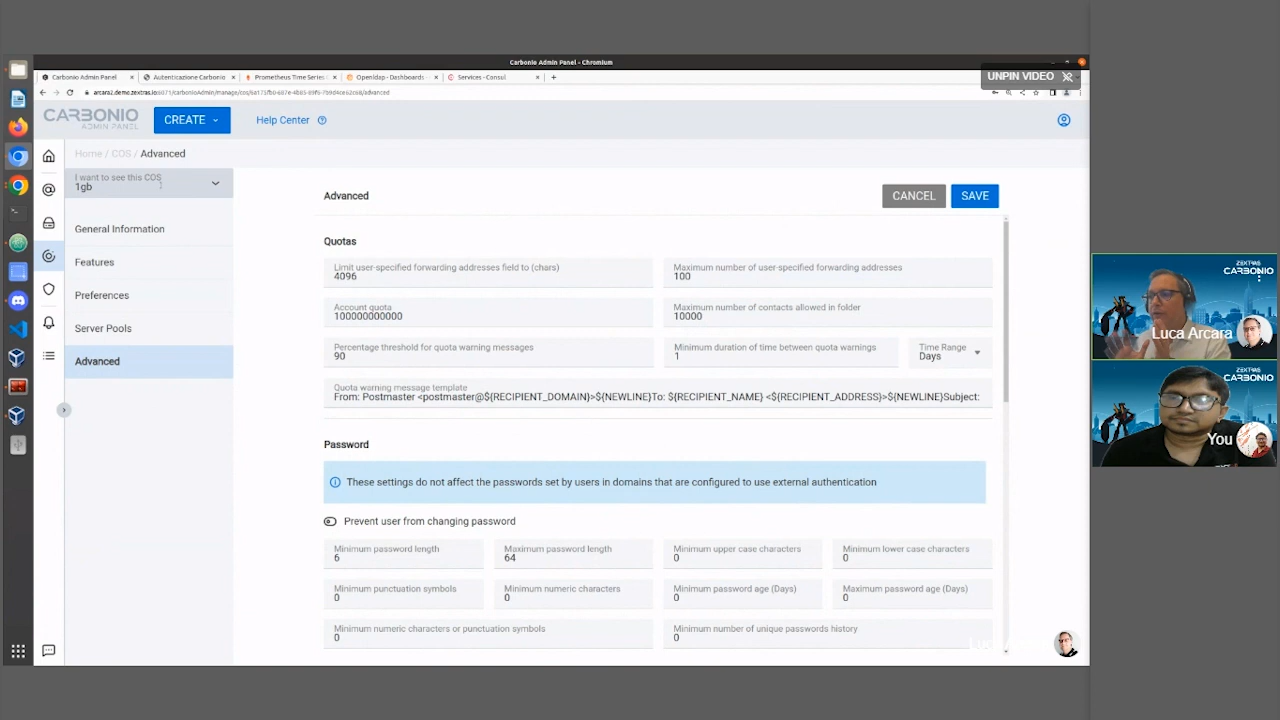 Carbonio Admin Panel - Chromium
Carbonio Admin Panel
Autenticazione Carbonio
Prometheus Time Series
Openldap - Dashboards
Services - Consul
UNPIN VIDEO
CARBONIO
ADMIN PANEL
CREATE
Help Center
Home / COS / Advanced
I want to see this COS
1gb
General Information
Features
Preferences
Server Pools
Advanced
Advanced
CANCEL
SAVE
Quotas
Limit user-specified forwarding addresses field to (chars)
4096
Maximum number of user-specified forwarding addresses
100
Account quota
100000000000
Maximum number of contacts allowed in folder
10000
Percentage threshold for quota warning messages
90
Minimum duration of time between quota warnings
1
Time Range
Days
Quota warning message template
From: Postmaster <postmaster@${RECIPIENT_DOMAIN}>${NEWLINE}To: ${RECIPIENT_NAME} <${RECIPIENT_ADDRESS}>${NEWLINE}Subject:
Password
These settings do not affect the passwords set by users in domains that are configured to use external authentication
Prevent user from changing password
Minimum password length
6
Maximum password length
64
Minimum upper case characters
0
Minimum lower case characters
0
Minimum punctuation symbols
0
Minimum numeric characters
0
Minimum password age (Days)
0
Maximum password age (Days)
0
Minimum numeric characters or punctuation symbols
0
Minimum number of unique passwords history
0
ZEXTRAS
CARBONIO
Luca Arcara
ZEXTRAS
CARBONIO
You